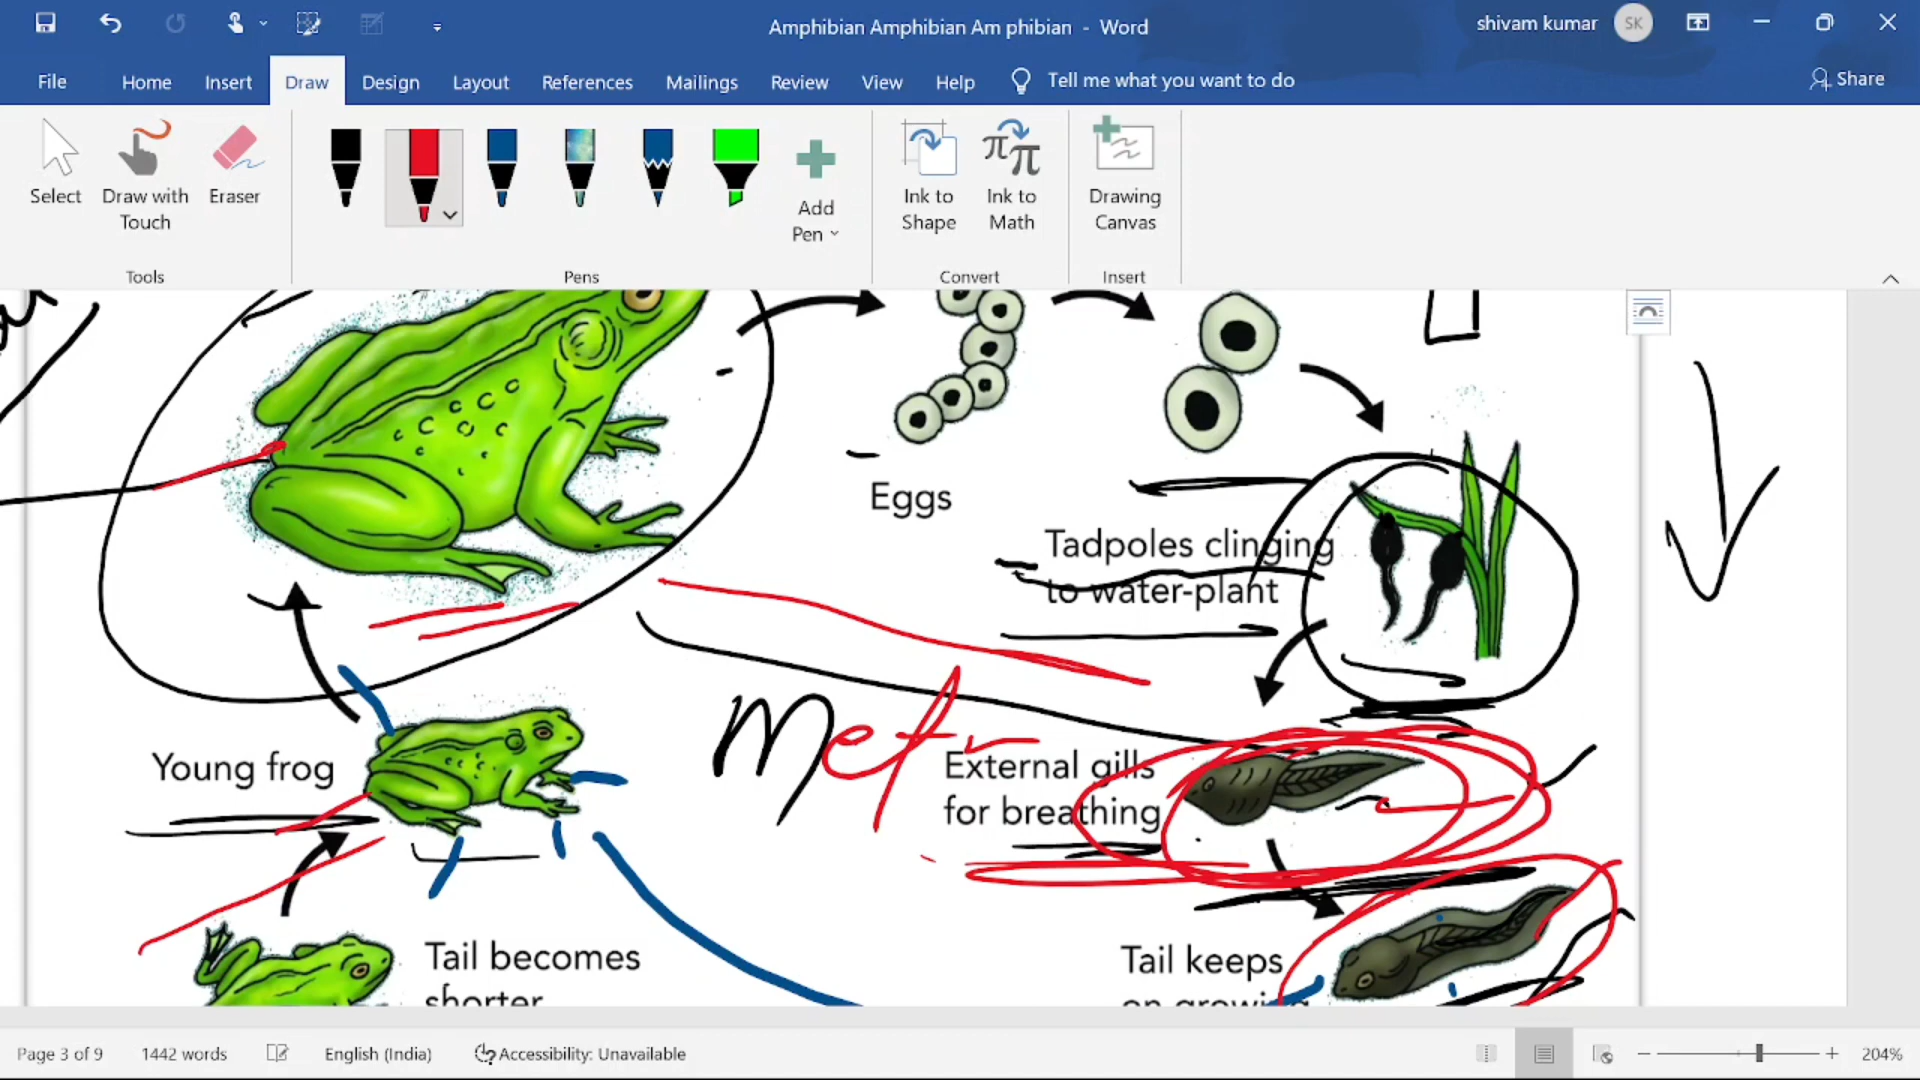 Amphibian Amphibian Am phibian - Word
shivam kumar
SK
File
Home
Insert
Draw
Design
Layout
References
Mailings
Review
View
Help
Tell me what you want to do
Share
Select
Draw with
Touch
Eraser
Add
Pen
Ink to
Shape
Ink to
Math
Drawing
Canvas
Tools
Pens
Convert
Insert
Eggs
Tadpoles clinging
to water-plant
Met
External gills
for breathing
Young frog
Tail becomes
shorter
Tail keeps
on growing
Page 3 of 9
1442 words
English (India)
Accessibility: Unavailable
204%